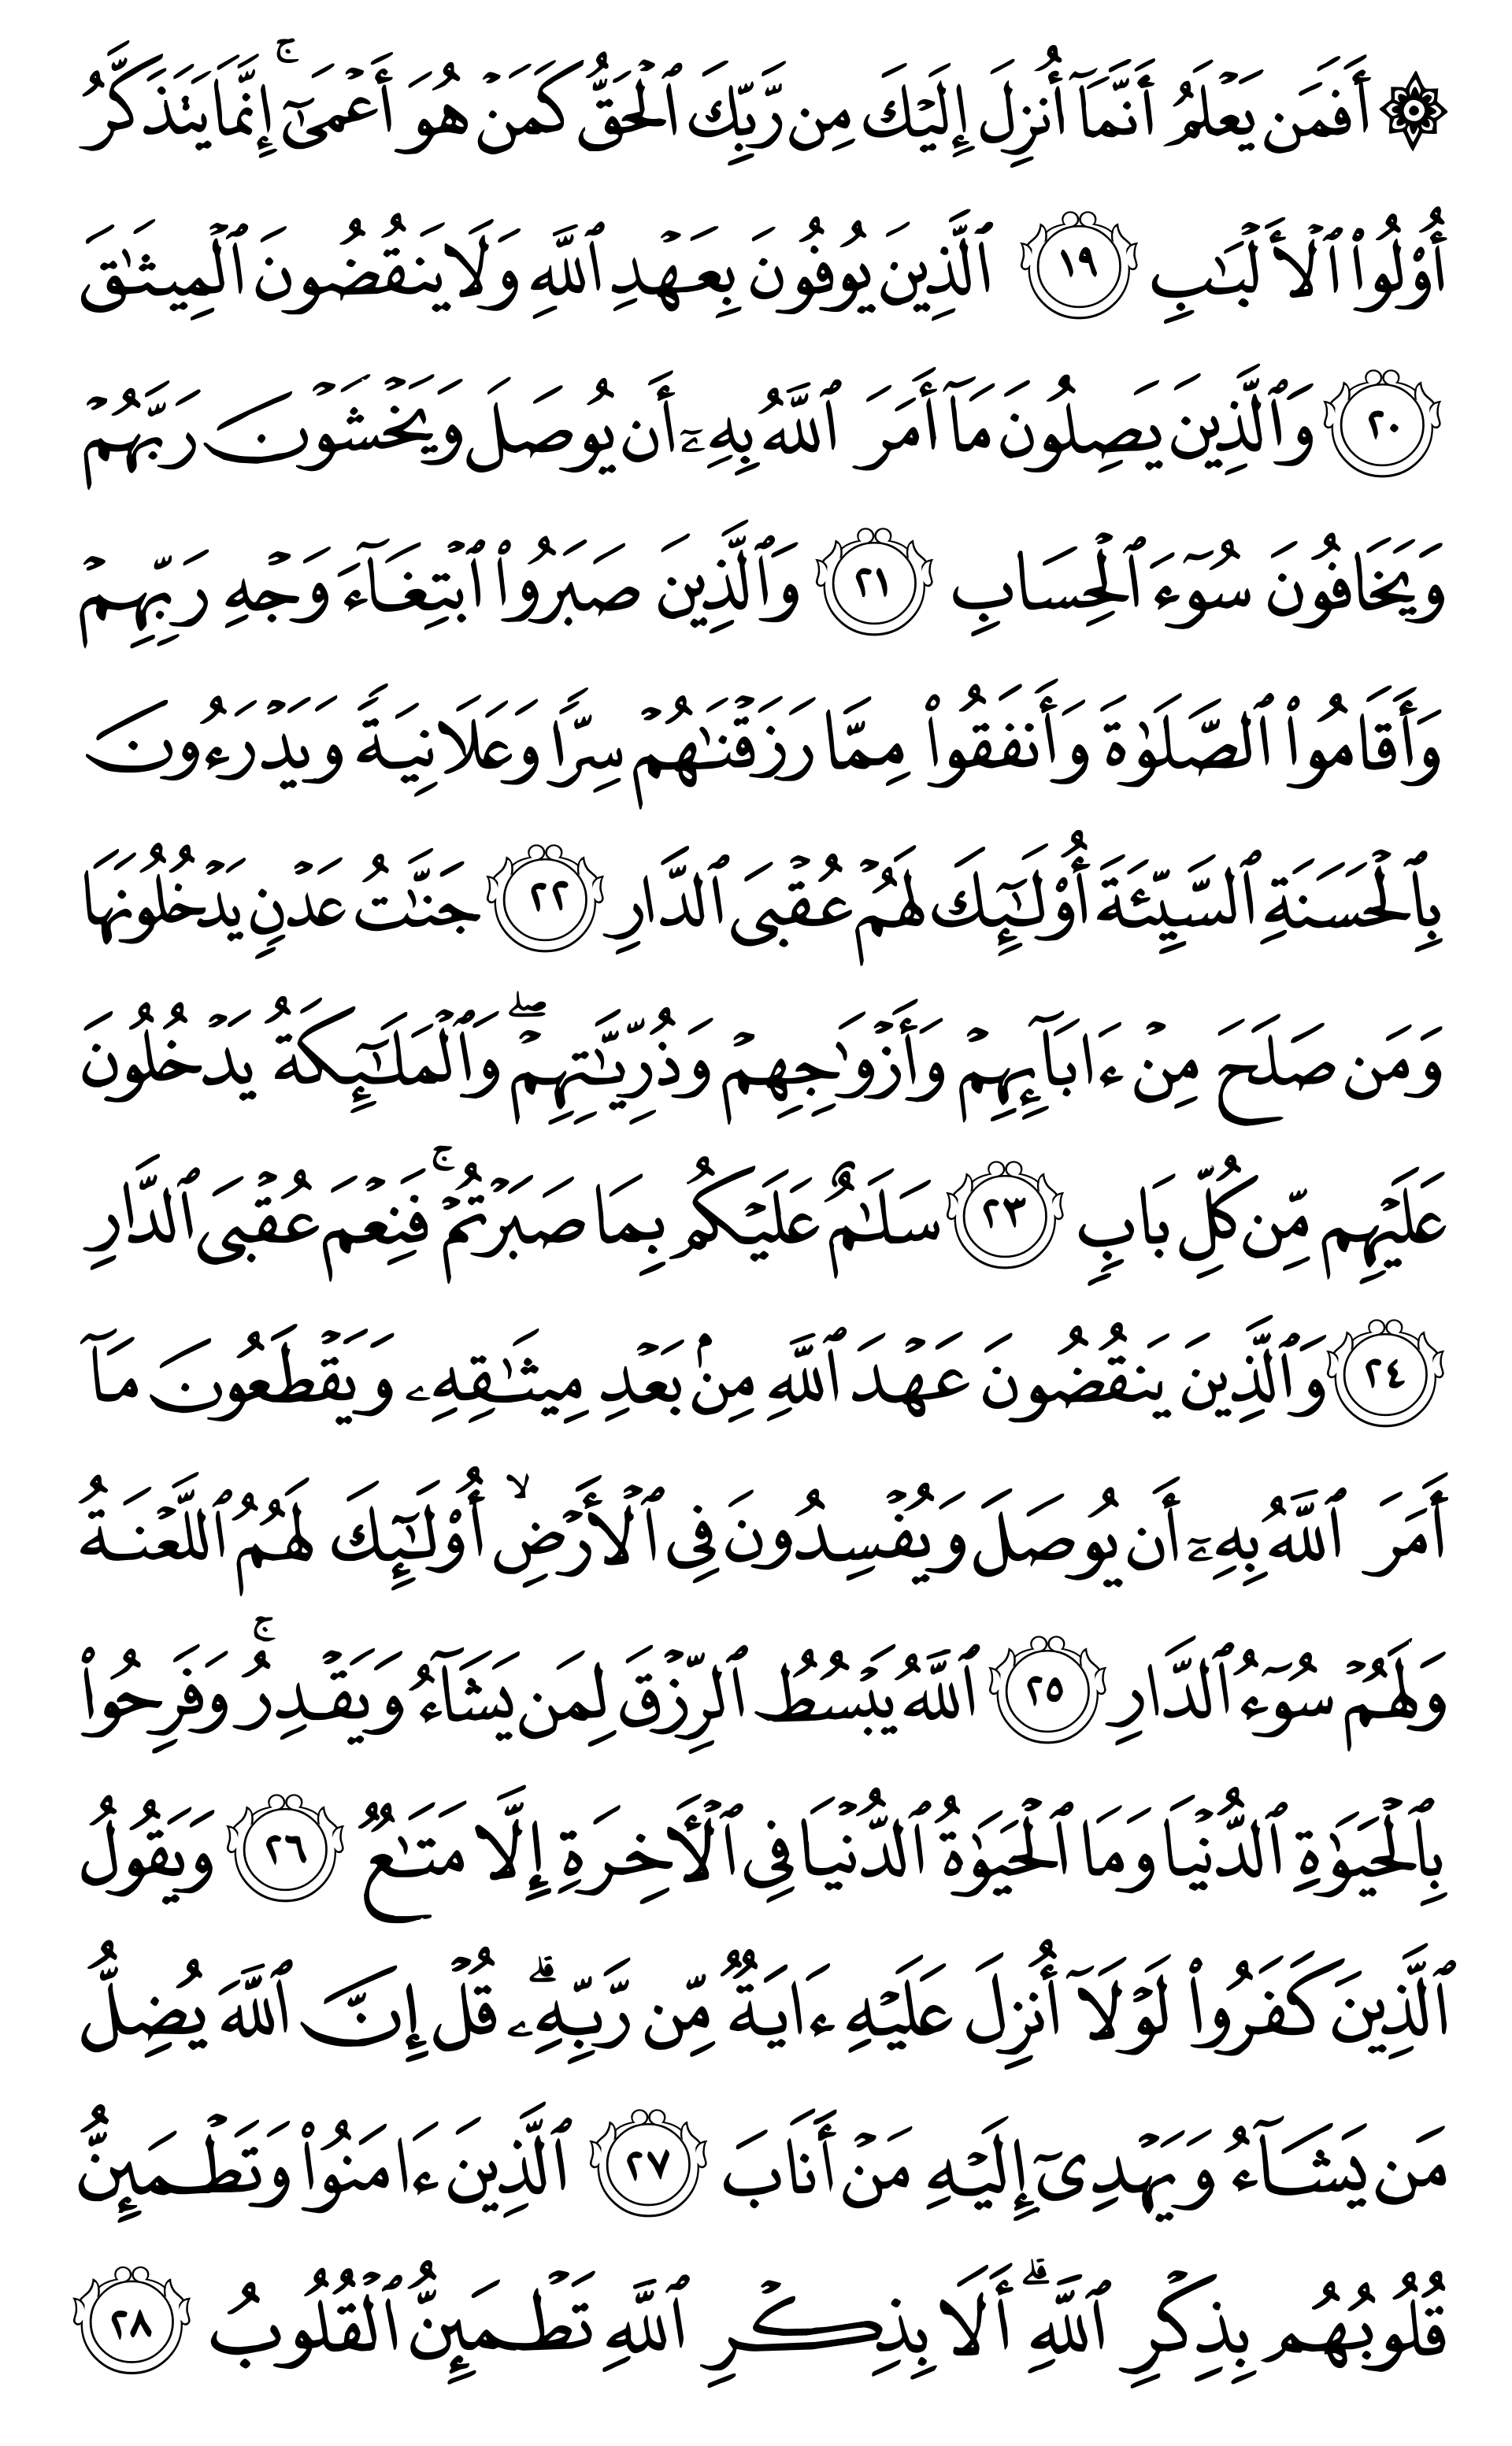 ۞ أَفَمَن يَعۡلَمُ أَنَّمَآ أُنزِلَ إِلَيۡكَ مِن رَّبِّكَ ٱلۡحَقُّ كَمَنۡ هُوَ أَعۡمَىٰٓۚ إِنَّمَا يَتَذَكَّرُ
أُوْلُواْ ٱلۡأَلۡبَٰبِ ١٩ ٱلَّذِينَ يُوفُونَ بِعَهۡدِ ٱللَّهِ وَلَا يَنقُضُونَ ٱلۡمِيثَٰقَ
٢٠ وَٱلَّذِينَ يَصِلُونَ مَآ أَمَرَ ٱللَّهُ بِهِۦٓ أَن يُوصَلَ وَيَخۡشَوۡنَ رَبَّهُمۡ
وَيَخَافُونَ سُوٓءَ ٱلۡحِسَابِ ٢١ وَٱلَّذِينَ صَبَرُواْ ٱبۡتِغَآءَ وَجۡهِ رَبِّهِمۡ
وَأَقَامُواْ ٱلصَّلَوٰةَ وَأَنفَقُواْ مِمَّا رَزَقۡنَٰهُمۡ سِرّٗا وَعَلَانِيَةٗ وَيَدۡرَءُونَ
بِٱلۡحَسَنَةِ ٱلسَّيِّئَةَ أُوْلَٰٓئِكَ لَهُمۡ عُقۡبَى ٱلدَّارِ ٢٢ جَنَّٰتُ عَدۡنٖ يَدۡخُلُونَهَا
وَمَن صَلَحَ مِنۡ ءَابَآئِهِمۡ وَأَزۡوَٰجِهِمۡ وَذُرِّيَّٰتِهِمۡۖ وَٱلۡمَلَٰٓئِكَةُ يَدۡخُلُونَ
عَلَيۡهِم مِّن كُلِّ بَابٖ ٢٣ سَلَٰمٌ عَلَيۡكُم بِمَا صَبَرۡتُمۡۚ فَنِعۡمَ عُقۡبَى ٱلدَّارِ
٢٤ وَٱلَّذِينَ يَنقُضُونَ عَهۡدَ ٱللَّهِ مِنۢ بَعۡدِ مِيثَٰقِهِۦ وَيَقۡطَعُونَ مَآ
أَمَرَ ٱللَّهُ بِهِۦٓ أَن يُوصَلَ وَيُفۡسِدُونَ فِي ٱلۡأَرۡضِ ۙ أُوْلَٰٓئِكَ لَهُمُ ٱللَّعۡنَةُ
وَلَهُمۡ سُوٓءُ ٱلدَّارِ ٢٥ ٱللَّهُ يَبۡسُطُ ٱلرِّزۡقَ لِمَن يَشَآءُ وَيَقۡدِرُۚ وَفَرِحُواْ
بِٱلۡحَيَوٰةِ ٱلدُّنۡيَا وَمَا ٱلۡحَيَوٰةُ ٱلدُّنۡيَا فِي ٱلۡأٓخِرَةِ إِلَّا مَتَٰعٞ ٢٦ وَيَقُولُ
ٱلَّذِينَ كَفَرُواْ لَوۡلَآ أُنزِلَ عَلَيۡهِ ءَايَةٞ مِّن رَّبِّهِۦۗ قُلۡ إِنَّ ٱللَّهَ يُضِلُّ
مَن يَشَآءُ وَيَهۡدِيٓ إِلَيۡهِ مَنۡ أَنَابَ ٢٧ ٱلَّذِينَ ءَامَنُواْ وَتَطۡمَئِنُّ
قُلُوبُهُم بِذِكۡرِ ٱللَّهِۗ أَلَا بِذِكۡرِ ٱللَّهِ تَطۡمَئِنُّ ٱلۡقُلُوبُ ٢٨